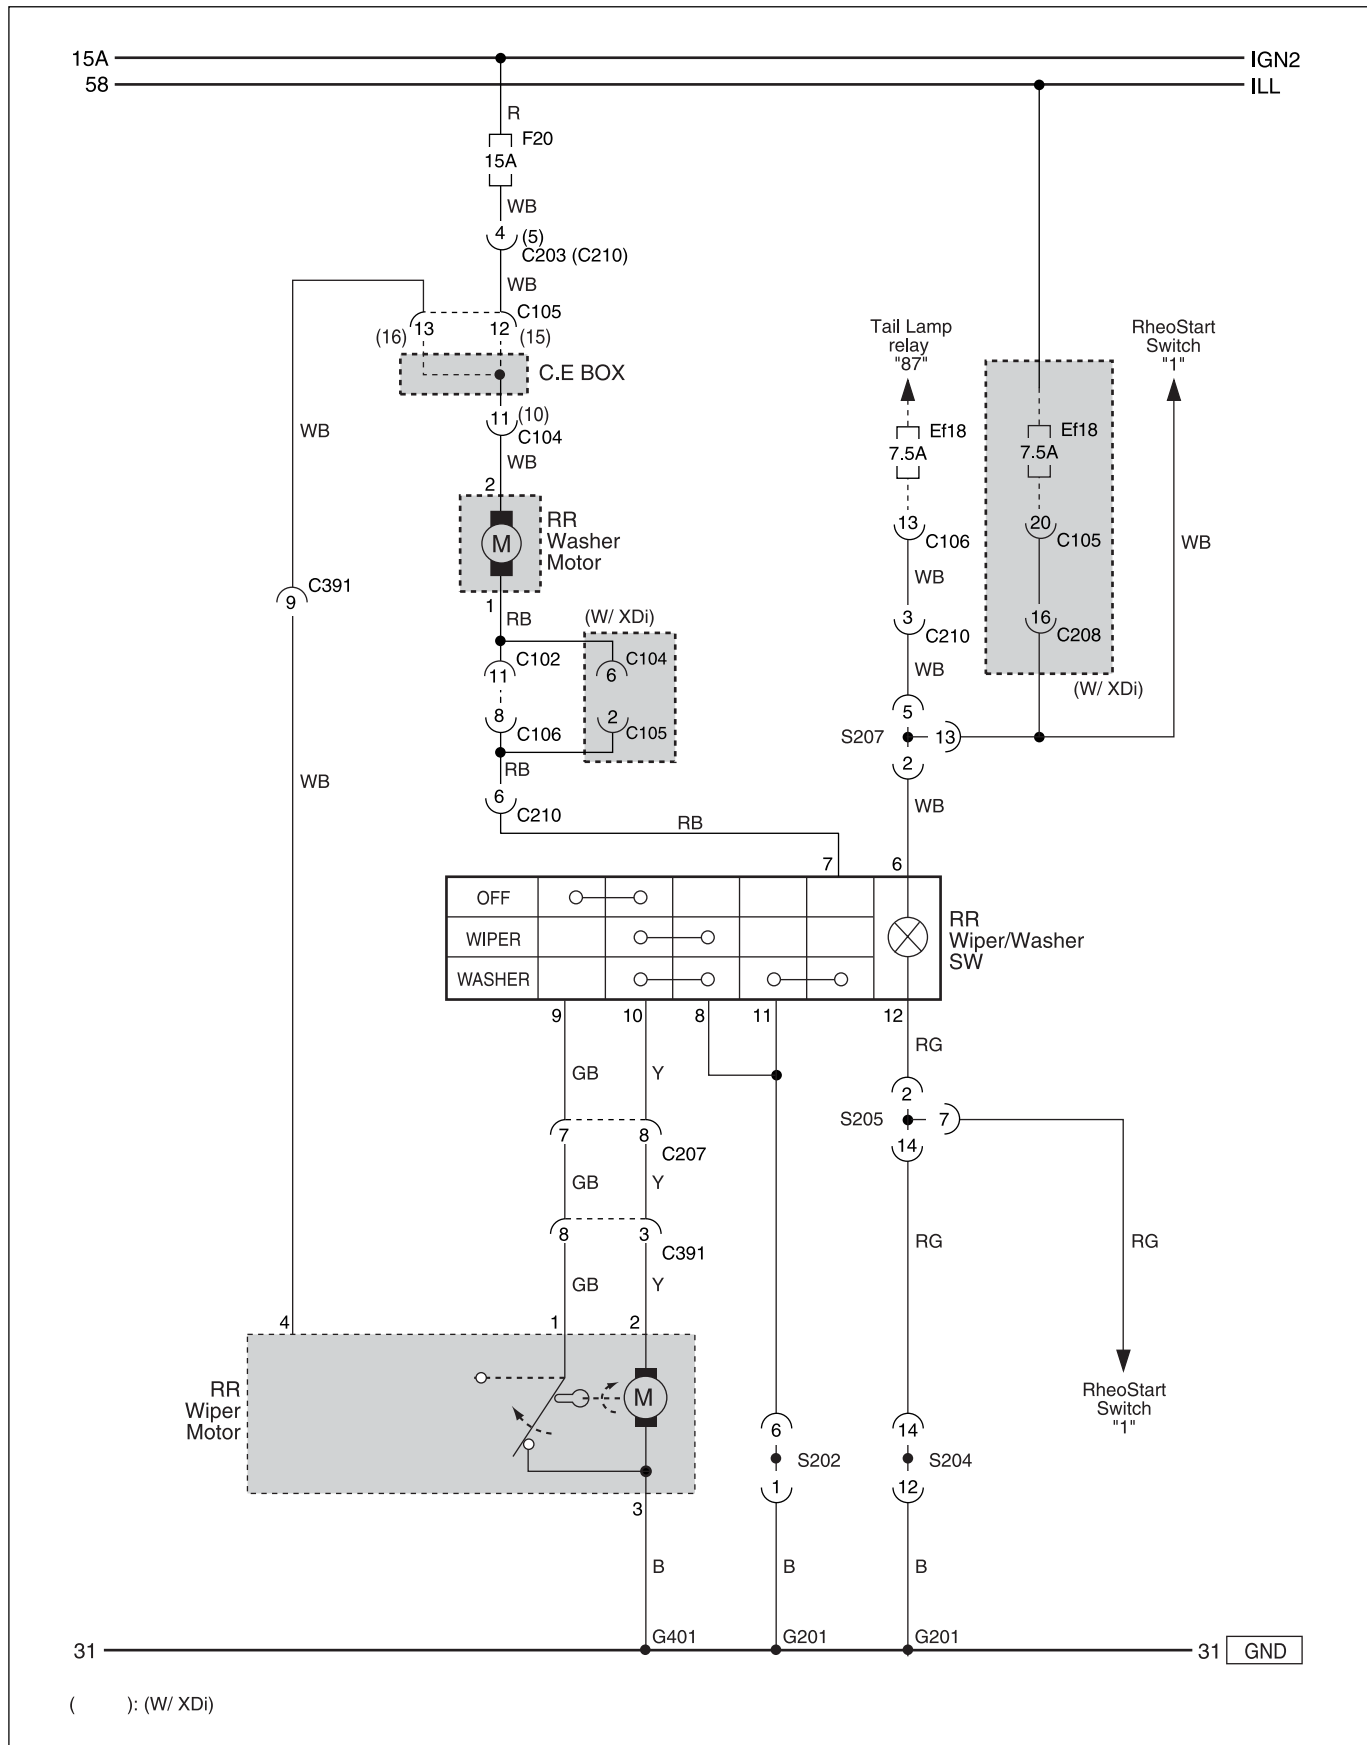 15A
IGN2
58
ILL
R
F20
15A
WB
4
(5)
C203 (C210)
WB
C105
(16)
13
12
(15)
C.E BOX
11
(10)
C104
WB
WB
2
RR
Washer
Motor
M
1
RB
(W/ XDi)
C391
9
C102
11
C104
6
8
C106
2
C105
RB
WB
6
C210
RB
Tail Lamp
relay
"87"
RheoStart
Switch
"1"
Ef18
7.5A
Ef18
7.5A
13
C106
20
C105
WB
WB
3
C210
16
C208
WB
(W/ XDi)
5
S207
13
2
WB
7
6
OFF
WIPER
WASHER
RR
Wiper/Washer
SW
9
10
8
11
12
RG
GB
Y
2
S205
7
14
7
8
C207
GB
Y
8
3
C391
RG
RG
GB
Y
4
1
2
RR
Wiper
Motor
M
3
RheoStart
Switch
"1"
6
S202
1
14
S204
12
B
B
B
31
G401
G201
G201
31
GND
( ): (W/ XDi)